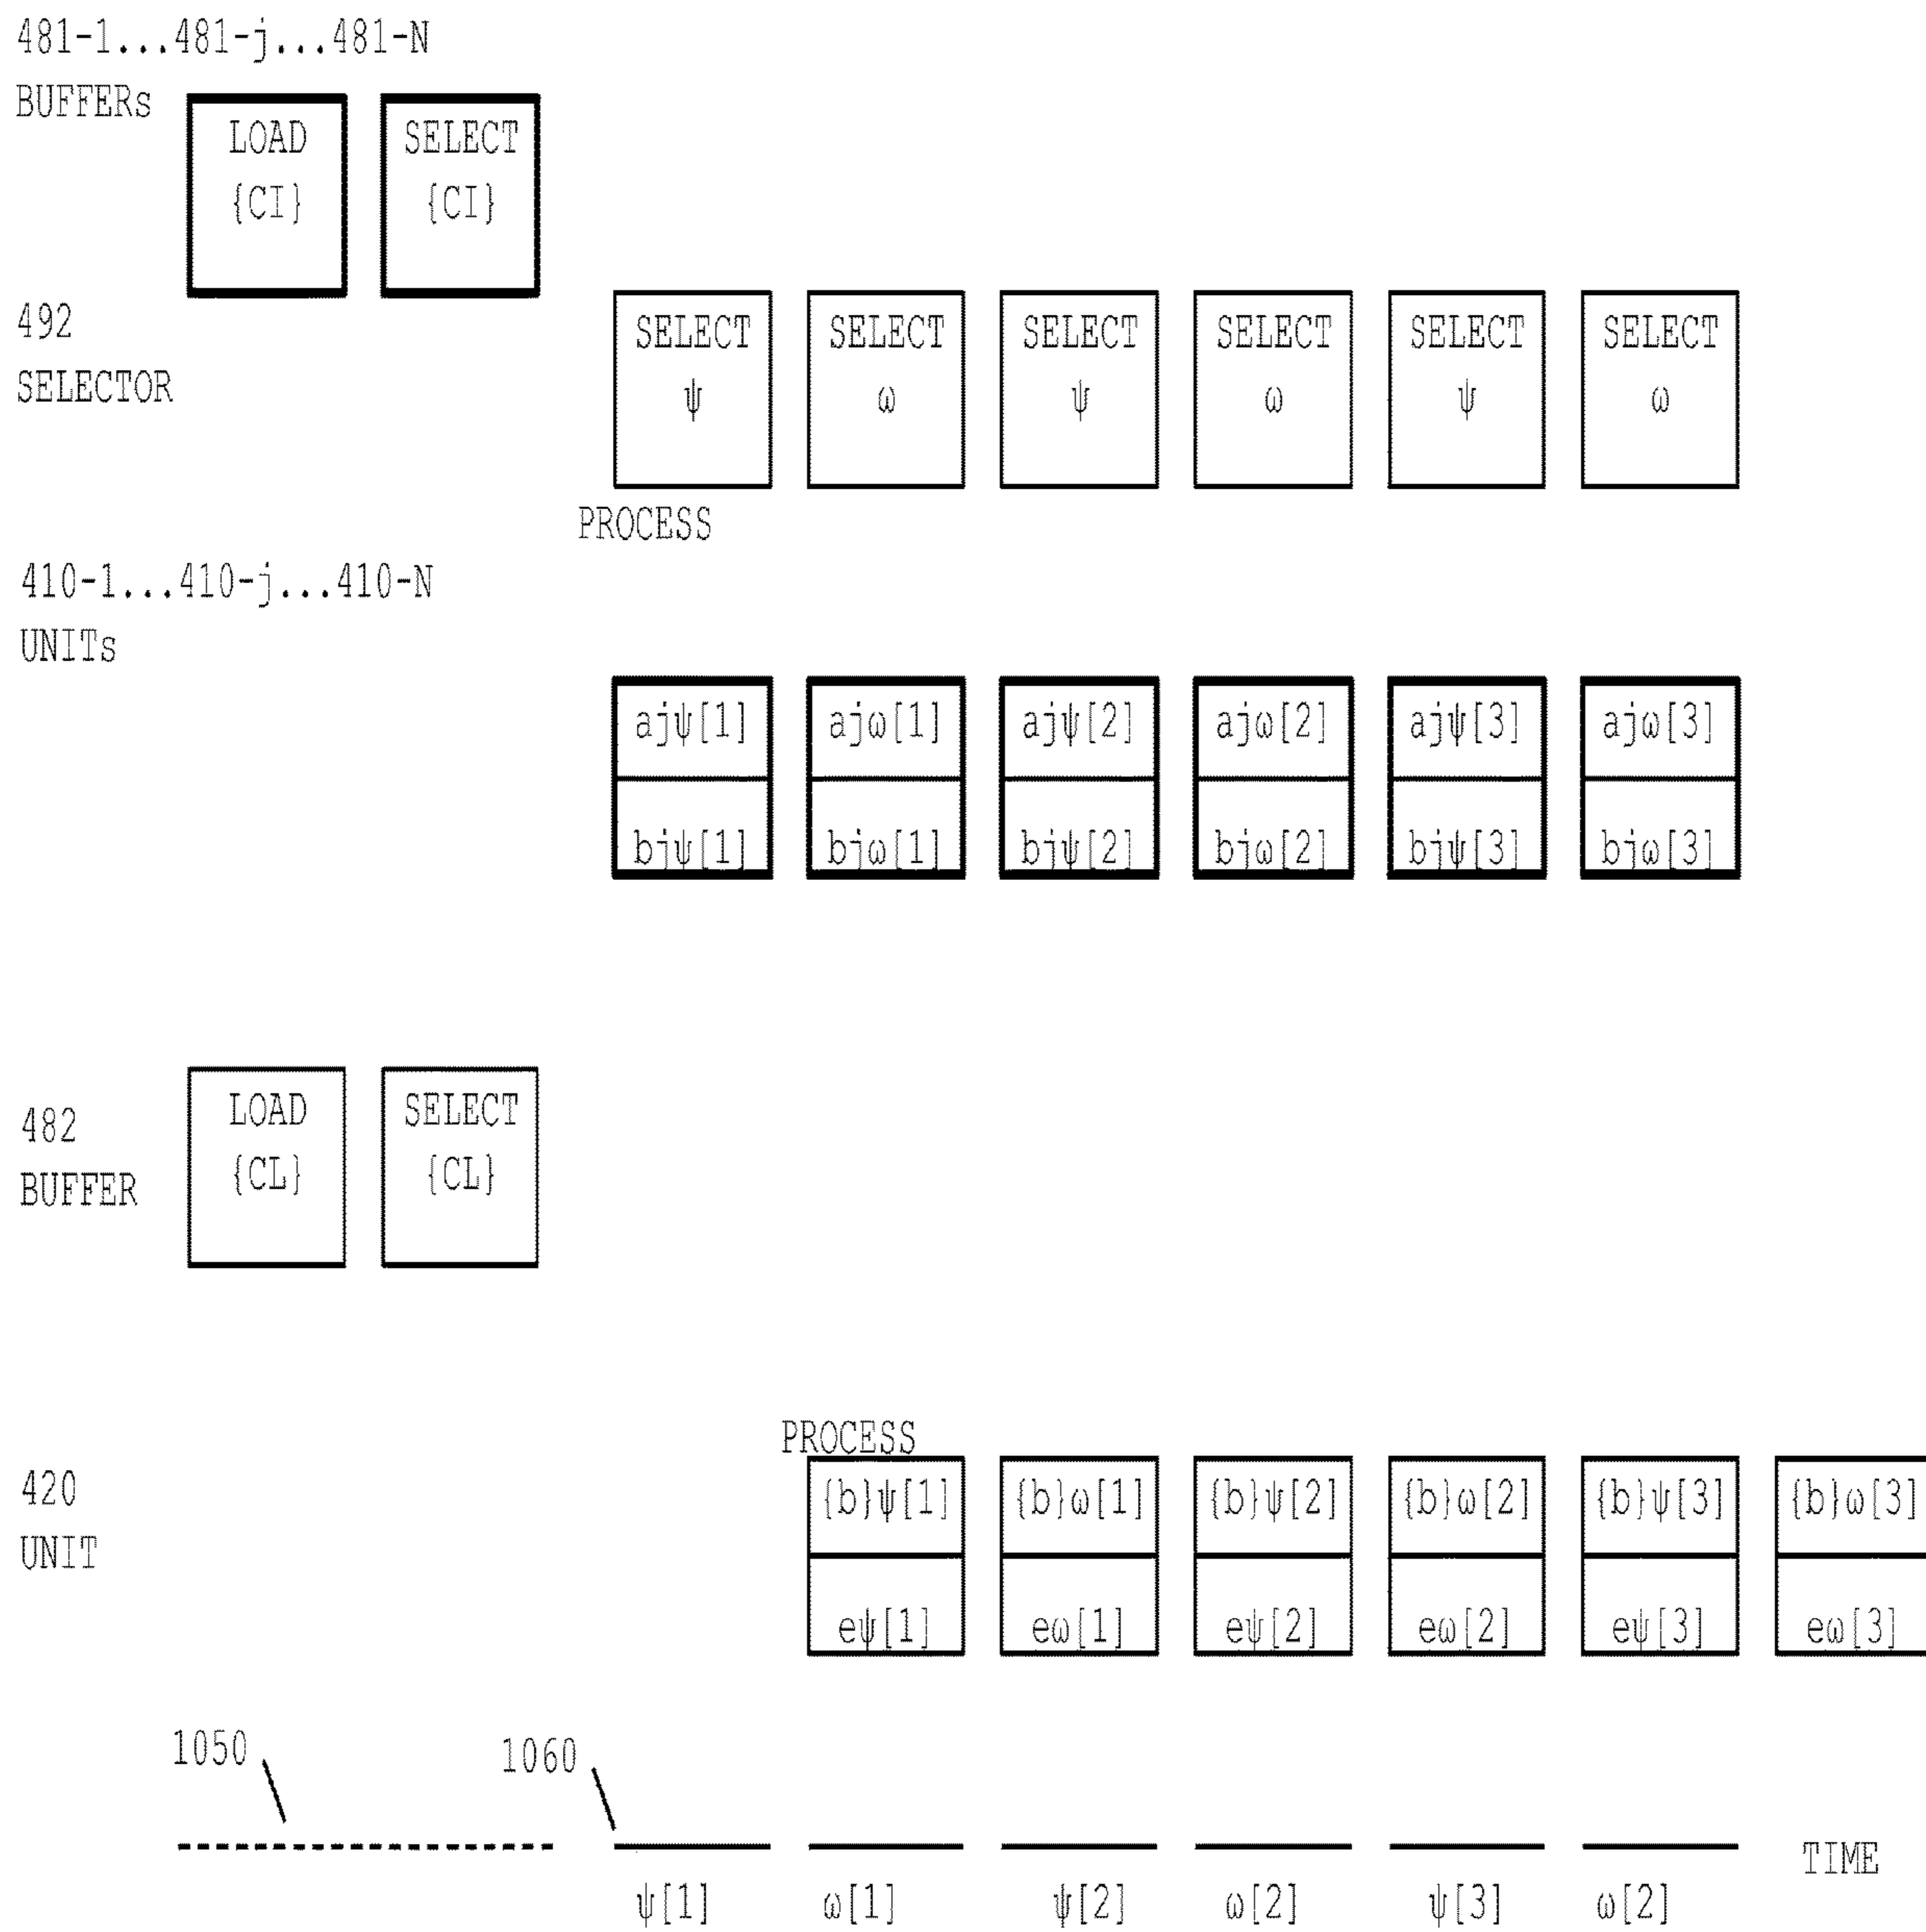 481-1...481-j...481-N
BUFFERs
LOAD
{CI}
SELECT
{CI}
492
SELECTOR
SELECT
ψ
SELECT
ω
SELECT
ψ
SELECT
ω
SELECT
ψ
SELECT
ω
PROCESS
410-1...410-j...410-N
UNITs
ajψ[1]
ajω[1]
ajψ[2]
ajω[2]
ajψ[3]
ajω[3]
bjψ[1]
bjω[1]
bjψ[2]
bjω[2]
bjψ[3]
bjω[3]
482
BUFFER
LOAD
{CL}
SELECT
{CL}
PROCESS
420
UNIT
{b}ψ[1]
{b}ω[1]
{b}ψ[2]
{b}ω[2]
{b}ψ[3]
{b}ω[3]
eψ[1]
eω[1]
eψ[2]
eω[2]
eψ[3]
eω[3]
1050
1060
TIME
ψ[1]
ω[1]
ψ[2]
ω[2]
ψ[3]
ω[2]